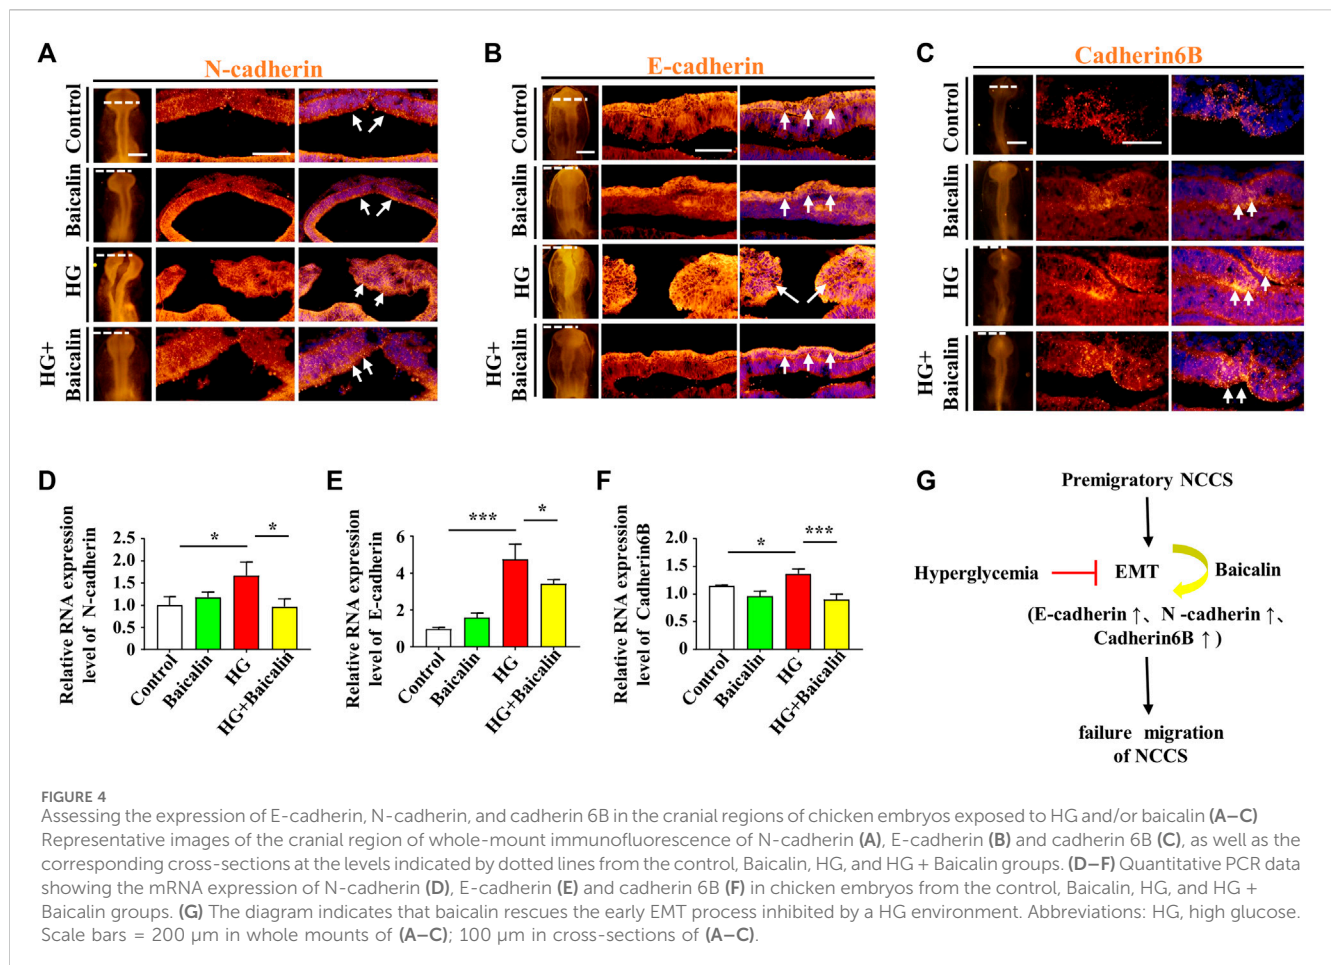 A
N-cadherin
Control
Baicalin
HG
HG+
Baicalin
B
E-cadherin
Control
Baicalin
HG
HG+
Baicalin
C
Cadherin6B
Control
Baicalin
HG
HG+
Baicalin
D
Relative RNA expression
level of N-cadherin
2.5
2.0
1.5
1.0
0.5
0
*
*
Control
Baicalin
HG
HG+Baicalin
E
Relative RNA expression
level of E-cadherin
6
4
2
0
***
*
Control
Baicalin
HG
HG+Baicalin
F
Relative RNA expression
level of Cadherin6B
2.0
1.5
1.0
0.5
0
*
***
Control
Baicalin
HG
HG+Baicalin
G
Premigratory NCCS
Hyperglycemia
EMT
Baicalin
(E-cadherin ↑、N -cadherin ↑、
Cadherin6B ↑ )
failure migration
of NCCS
FIGURE 4
Assessing the expression of E-cadherin, N-cadherin, and cadherin 6B in the cranial regions of chicken embryos exposed to HG and/or baicalin (A–C)
Representative images of the cranial region of whole-mount immunofluorescence of N-cadherin (A), E-cadherin (B) and cadherin 6B (C), as well as the
corresponding cross-sections at the levels indicated by dotted lines from the control, Baicalin, HG, and HG + Baicalin groups. (D–F) Quantitative PCR data
showing the mRNA expression of N-cadherin (D), E-cadherin (E) and cadherin 6B (F) in chicken embryos from the control, Baicalin, HG, and HG +
Baicalin groups. (G) The diagram indicates that baicalin rescues the early EMT process inhibited by a HG environment. Abbreviations: HG, high glucose.
Scale bars = 200 μm in whole mounts of (A–C); 100 μm in cross-sections of (A–C).